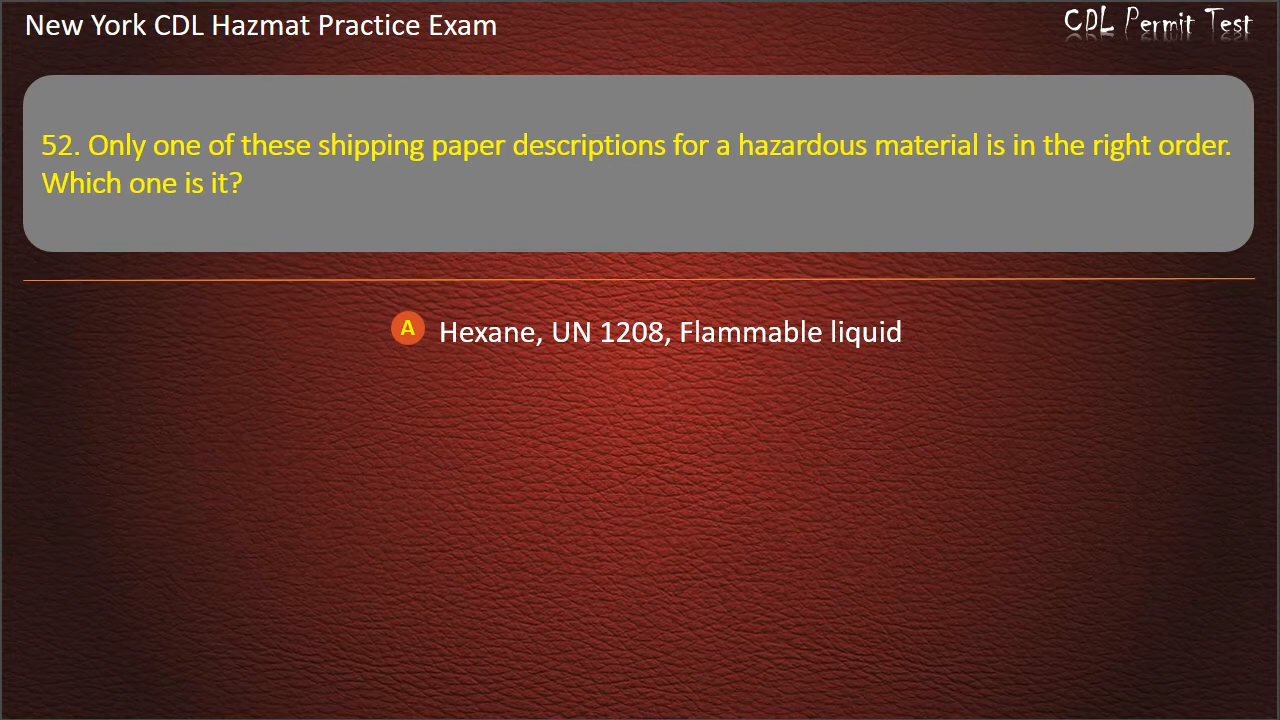 New York CDL Hazmat Practice Exam
CDL Permit Test
52. Only one of these shipping paper descriptions for a hazardous material is in the right order.
Which one is it?
A Hexane, UN 1208, Flammable liquid